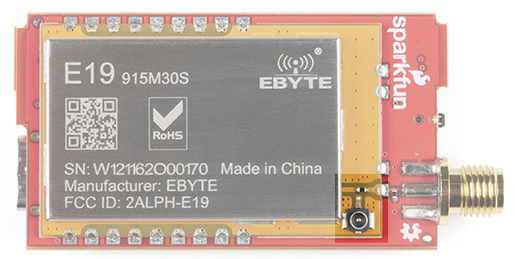 E19 915M30S
EBYTE
RoHS
SN: W121162O00170 Made in China
Manufacturer: EBYTE
FCC ID: 2ALPH-E19
sparkfun